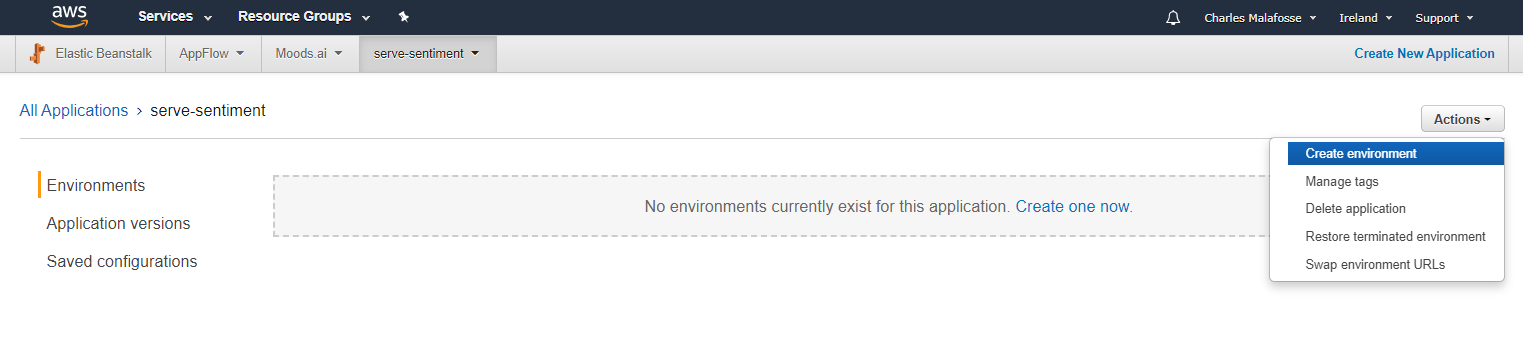 aws Services Resource Groups Charles Malafosse Ireland Support
Elastic Beanstalk AppFlow Moods.ai serve-sentiment Create New Application
All Applications › serve-sentiment
Actions
Create environment
Manage tags
Delete application
Restore terminated environment
Swap environment URLs
Environments
Application versions
Saved configurations
No environments currently exist for this application. Create one now.